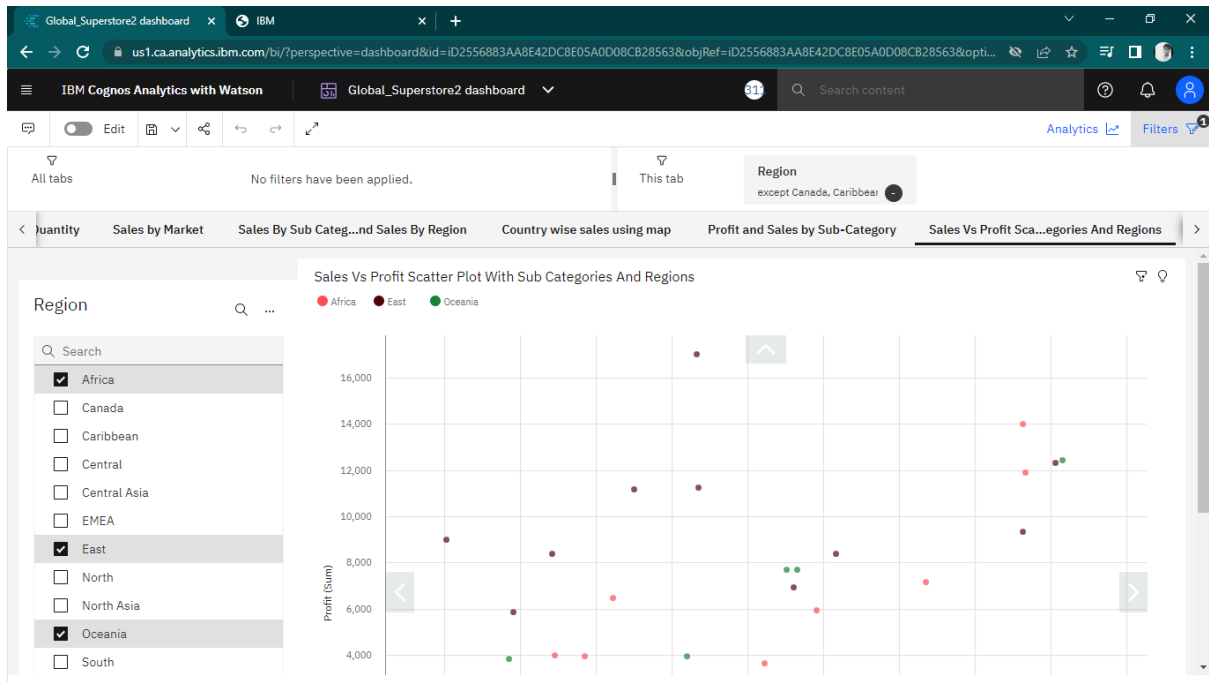 Global_Superstore2 dashboard
IBM
us1.ca.analytics.ibm.com/bi/?perspective=dashboard&id=iD2556883AA8E42DC8E05A0D08CB28563&objRef=iD2556883AA8E42DC8E05A0D08CB28563&opti...
IBM Cognos Analytics with Watson
Global_Superstore2 dashboard
311
Search content
Edit
Analytics
Filters
1
All tabs
No filters have been applied.
This tab
Region
except Canada, Caribbean
Quantity
Sales by Market
Sales By Sub Categ...nd Sales By Region
Country wise sales using map
Profit and Sales by Sub-Category
Sales Vs Profit Sca...egories And Regions
Region
Search
Africa
Canada
Caribbean
Central
Central Asia
EMEA
East
North
North Asia
Oceania
South
Sales Vs Profit Scatter Plot With Sub Categories And Regions
Africa East Oceania
Profit (Sum)
16,000
14,000
12,000
10,000
8,000
6,000
4,000